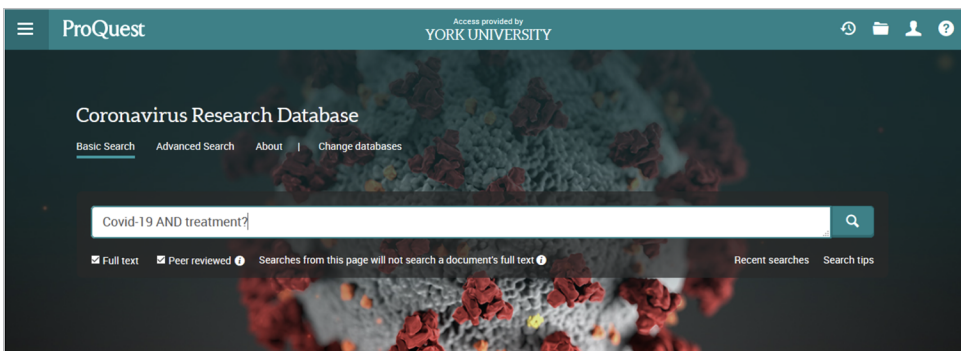 ProQuest
Access provided by
YORK UNIVERSITY
Coronavirus Research Database
Basic Search Advanced Search About | Change databases
Covid-19 AND treatment?
Full text Peer reviewed Searches from this page will not search a document's full text Recent searches Search tips